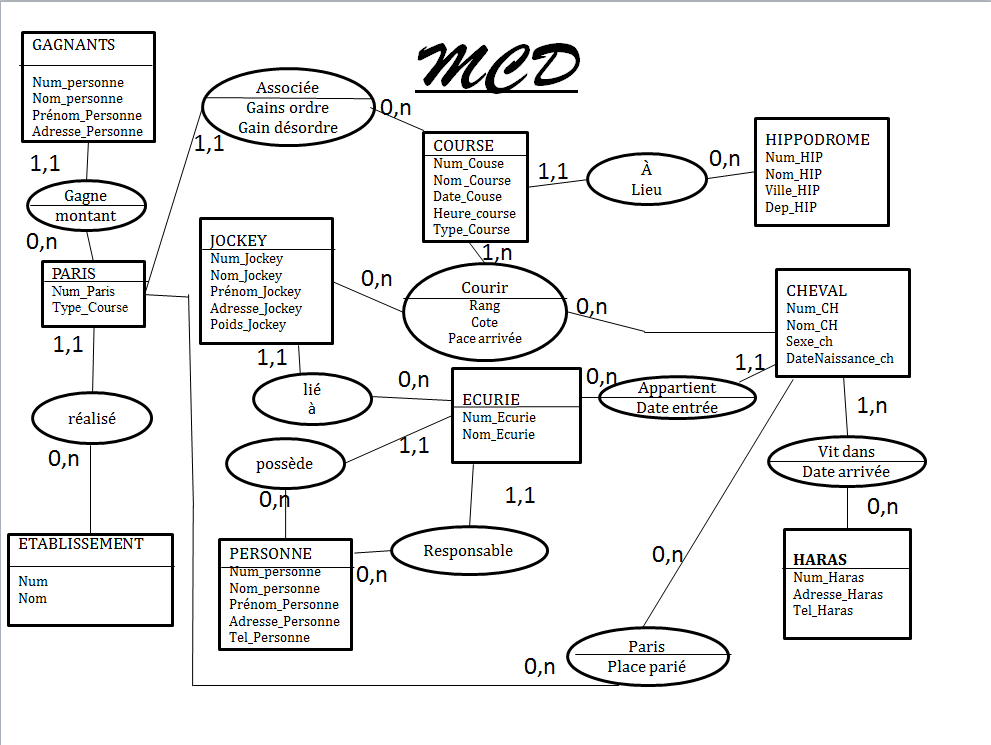 MCD
GAGNANTS
Num_personne
Nom_personne
Prénom_Personne
Adresse_Personne
1,1
Gagne
montant
0,n
PARIS
Num_Paris
Type_Course
1,1
réalisé
0,n
ETABLISSEMENT
Num
Nom
Associée
Gains ordre
Gain désordre
1,1
0,n
COURSE
Num_Couse
Nom_Course
Date_Couse
Heure_course
Type_Course
1,1
À
Lieu
0,n
HIPPODROME
Num_HIP
Nom_HIP
Ville_HIP
Dep_HIP
1,n
JOCKEY
Num_Jockey
Nom_Jockey
Prénom_Jockey
Adresse_Jockey
Poids_Jockey
0,n
Courir
Rang
Cote
Pace arrivée
0,n
CHEVAL
Num_CH
Nom_CH
Sexe_ch
DateNaissance_ch
1,1
lié
à
0,n
ECURIE
Num_Ecurie
Nom_Ecurie
0,n
Appartient
Date entrée
1,1
possède
1,1
0,n
1,1
Responsable
0,n
PERSONNE
Num_personne
Nom_personne
Prénom_Personne
Adresse_Personne
Tel_Personne
1,n
Vit dans
Date arrivée
0,n
HARAS
Num_Haras
Adresse_Haras
Tel_Haras
0,n
Paris
Place parié
0,n